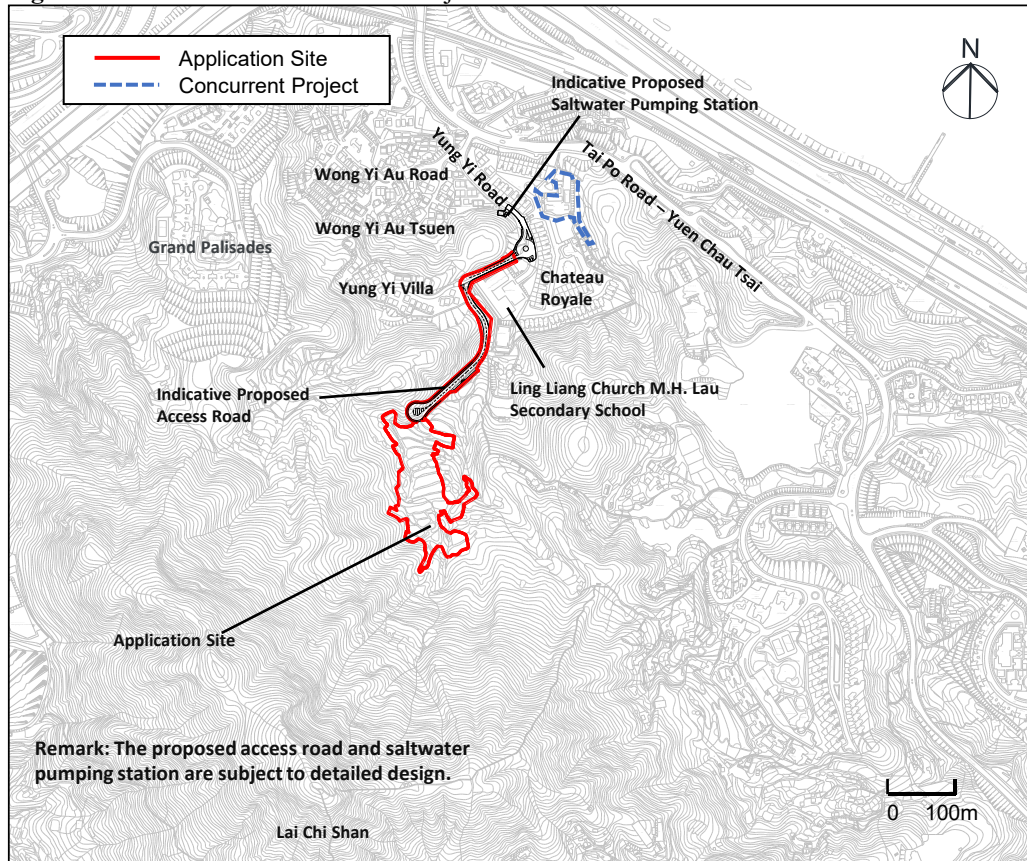 Application Site
Concurrent Project
N
Indicative Proposed
Saltwater Pumping Station
Yung Yi Road
Tai Po Road – Yuen Chau Tsai
Wong Yi Au Road
Wong Yi Au Tsuen
Grand Palisades
Yung Yi Villa
Chateau
Royale
Indicative Proposed
Access Road
Ling Liang Church M.H. Lau
Secondary School
Application Site
Remark: The proposed access road and saltwater
pumping station are subject to detailed design.
0 100m
Lai Chi Shan